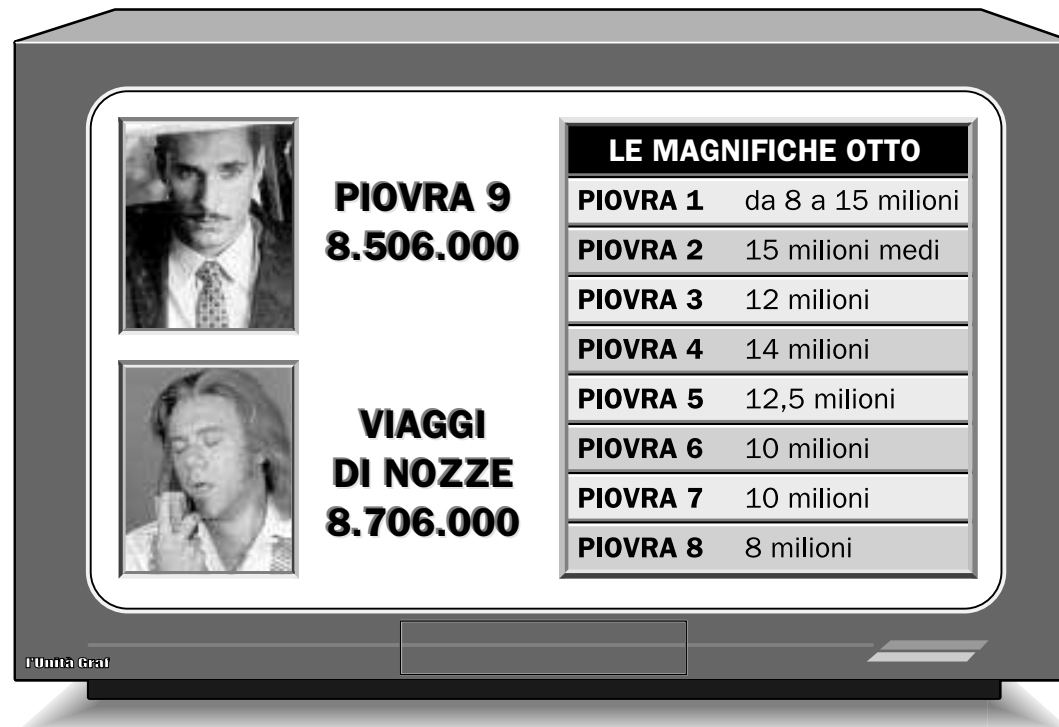 PIOVRA 9
8.506.000
VIAGGI
DI NOZZE
8.706.000
LE MAGNIFICHE OTTO
PIOVRA 1 da 8 a 15 milioni
PIOVRA 2 15 milioni medi
PIOVRA 3 12 milioni
PIOVRA 4 14 milioni
PIOVRA 5 12,5 milioni
PIOVRA 6 10 milioni
PIOVRA 7 10 milioni
PIOVRA 8 8 milioni
l'Unità Graf